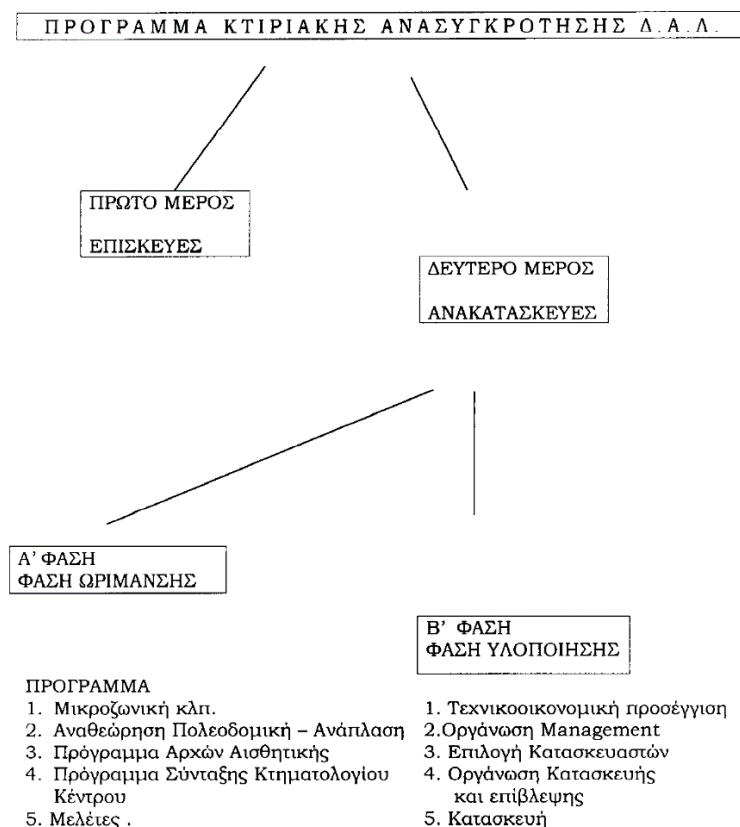 ΠΡΟΓΡΑΜΜΑ ΚΤΙΡΙΑΚΗΣ ΑΝΑΣΥΓΚΡΟΤΗΣΗΣ Δ.Α.Λ.
ΠΡΩΤΟ ΜΕΡΟΣ
ΕΠΙΣΚΕΥΕΣ
ΔΕΥΤΕΡΟ ΜΕΡΟΣ
ΑΝΑΚΑΤΑΣΚΕΥΕΣ
Α' ΦΑΣΗ
ΦΑΣΗ ΩΡΙΜΑΝΣΗΣ
Β' ΦΑΣΗ
ΦΑΣΗ ΥΛΟΠΟΙΗΣΗΣ
ΠΡΟΓΡΑΜΜΑ
1. Μικροζωνική κλπ.
2. Αναθεώρηση Πολεοδομική – Ανάπλαση
3. Πρόγραμμα Αρχών Αισθητικής
4. Πρόγραμμα Σύνταξης Κτηματολογίου
Κέντρου
5. Μελέτες .
1. Τεχνικοοικονομική προσέγγιση
2.Οργάνωση Management
3. Επιλογή Κατασκευαστών
4. Οργάνωση Κατασκευής
και επίβλεψης
5. Κατασκευή